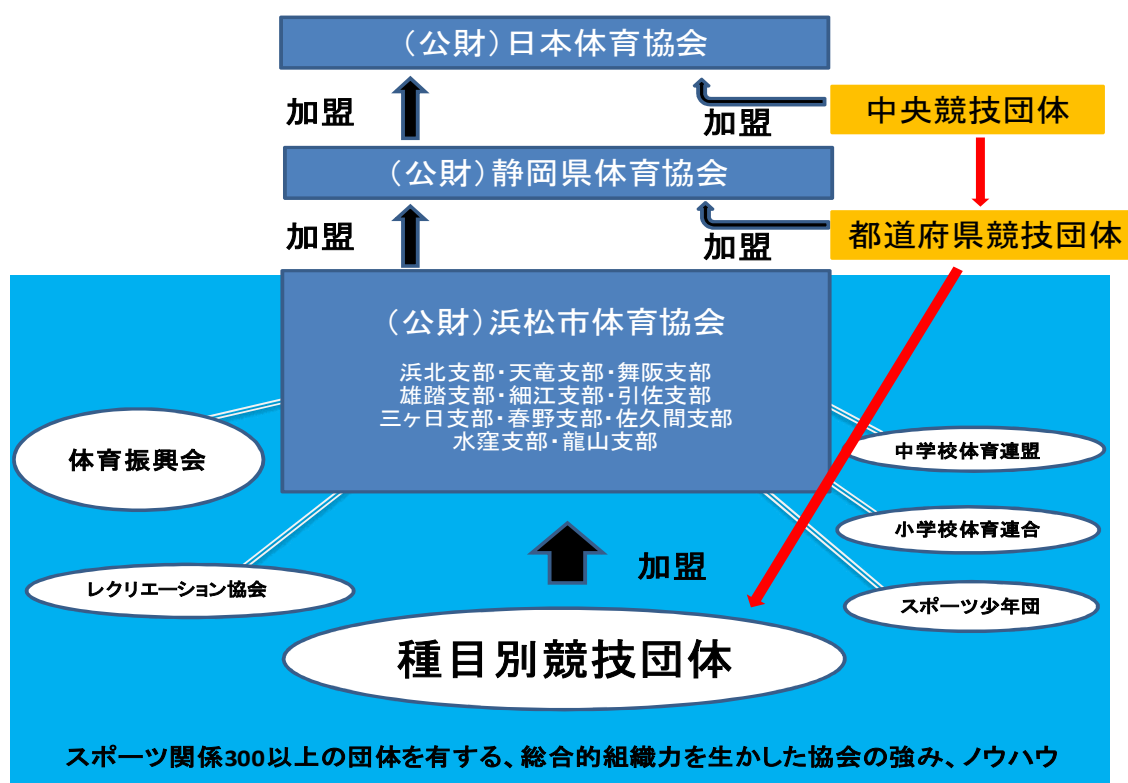 （公財）日本体育協会
加盟
加盟
中央競技団体
（公財）静岡県体育協会
加盟
加盟
都道府県競技団体
（公財）浜松市体育協会
浜北支部・天竜支部・舞阪支部
雄踏支部・細江支部・引佐支部
三ヶ日支部・春野支部・佐久間支部
水窪支部・龍山支部
体育振興会
中学校体育連盟
小学校体育連合
レクリエーション協会
加盟
スポーツ少年団
種目別競技団体
スポーツ関係300以上の団体を有する、総合的組織力を生かした協会の強み、ノウハウ